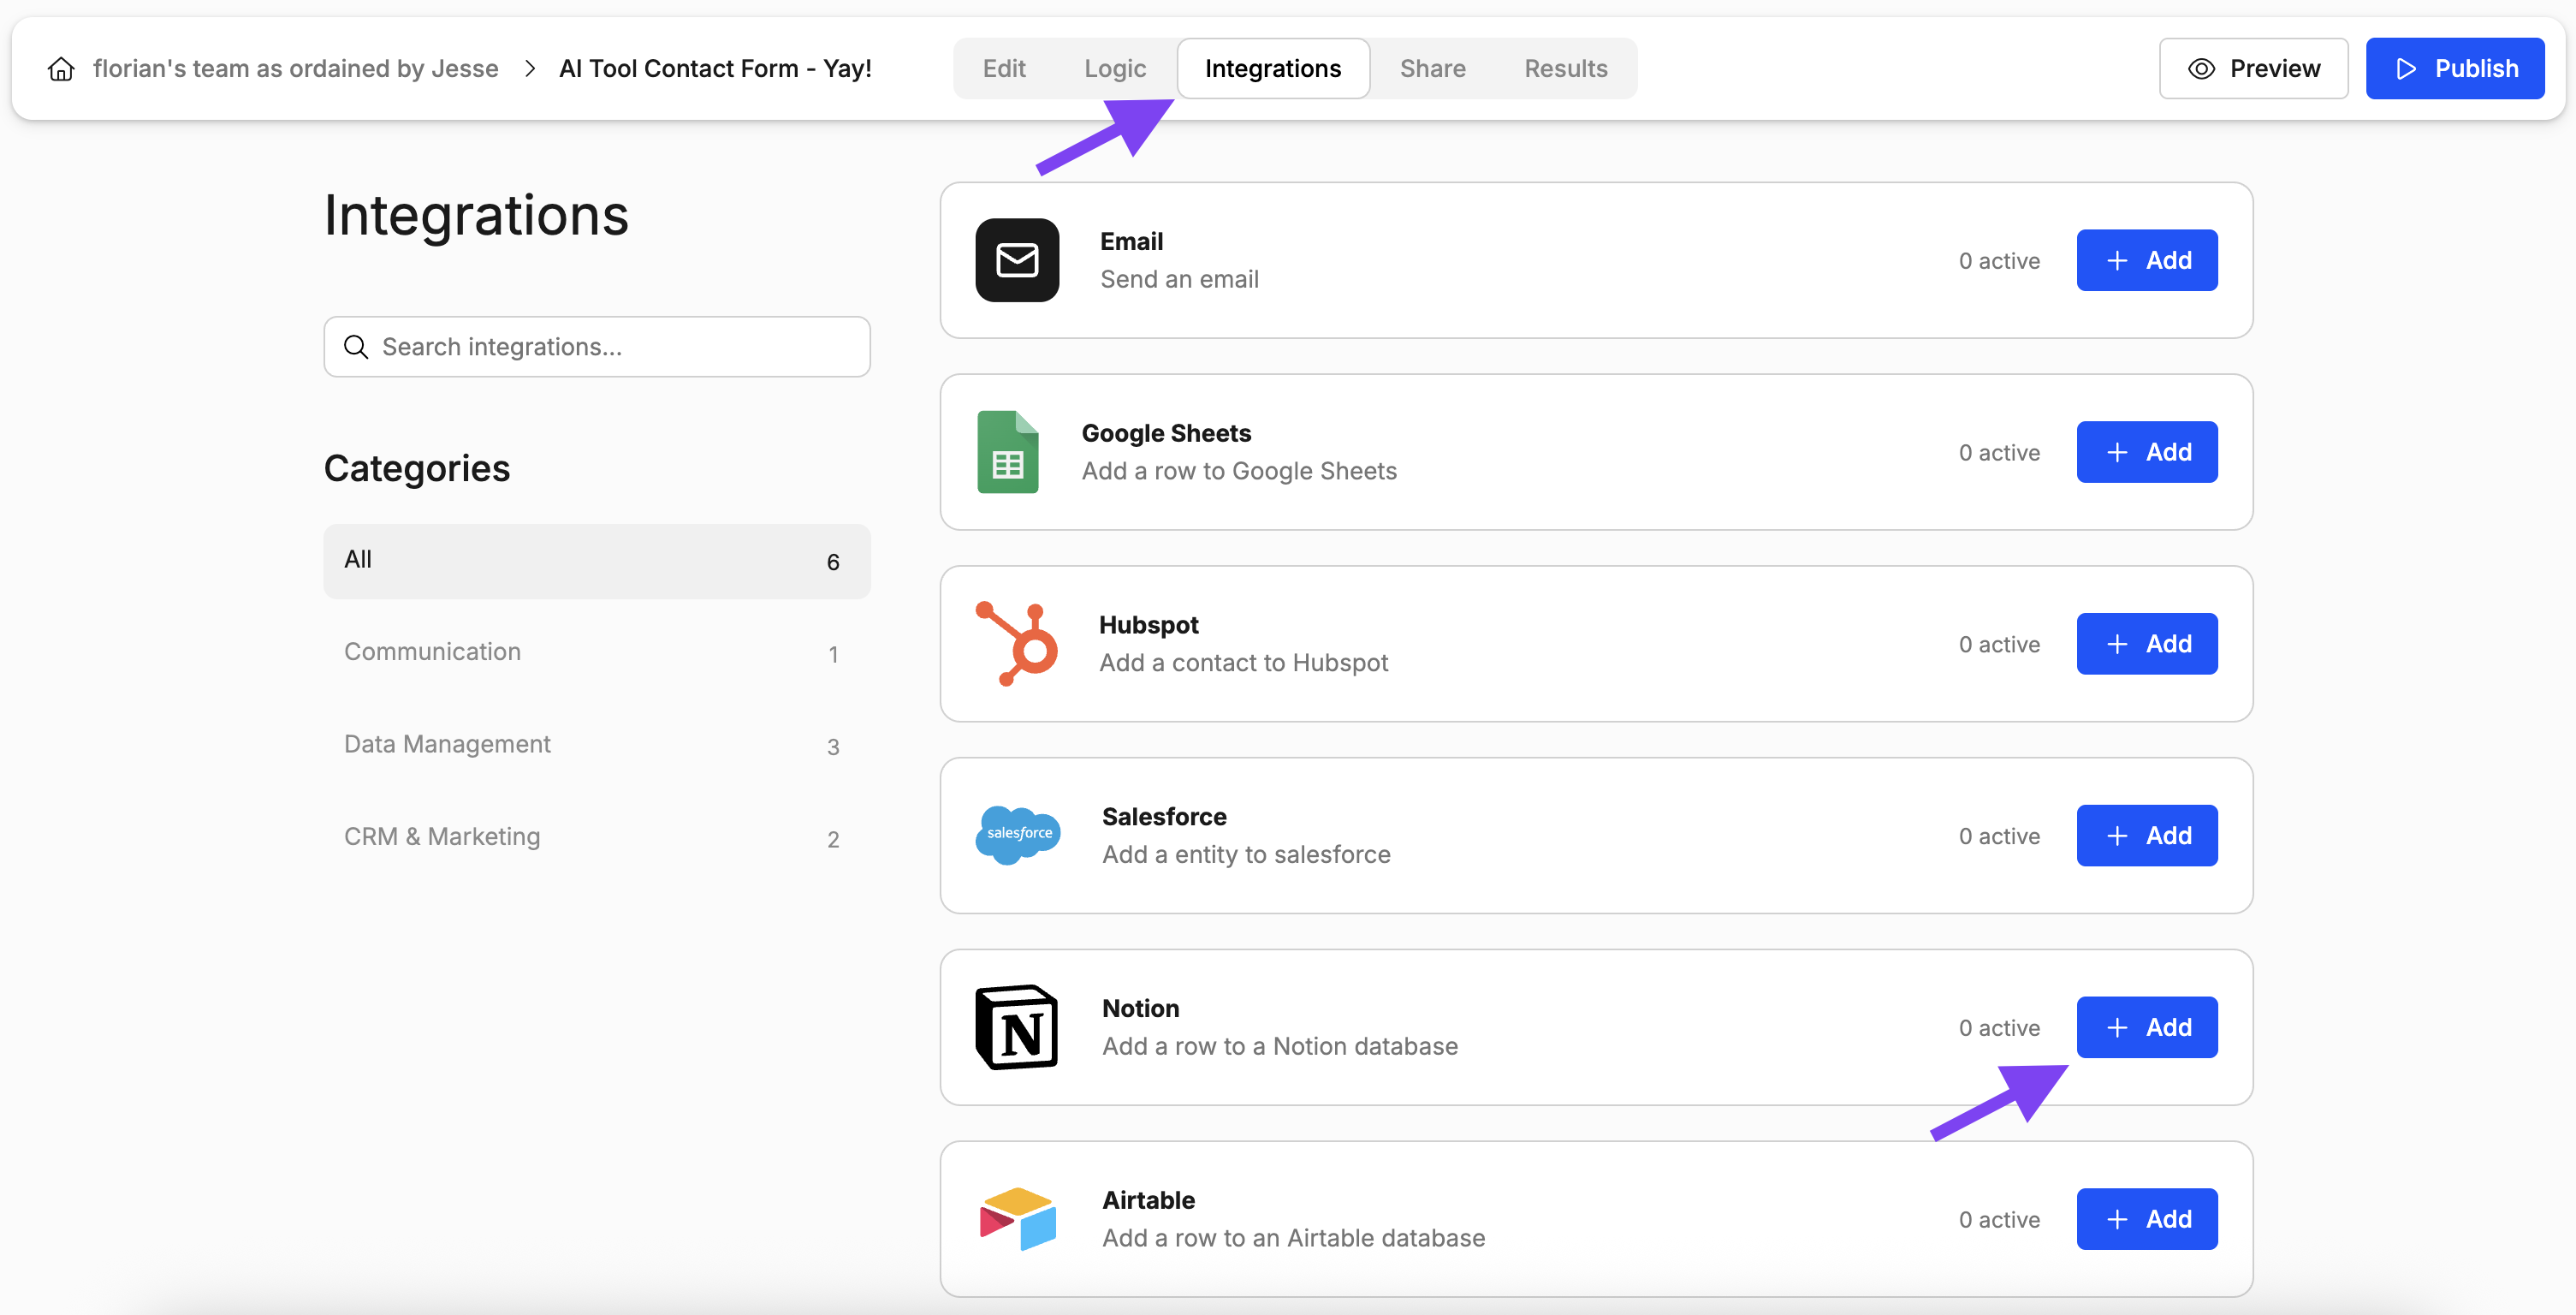 florian's team as ordained by Jesse > AI Tool Contact Form - Yay!
Edit Logic Integrations Share Results
Preview Publish
Integrations
Search integrations...
Categories
All 6
Communication 1
Data Management 3
CRM & Marketing 2
Email
Send an email
0 active + Add
Google Sheets
Add a row to Google Sheets
0 active + Add
Hubspot
Add a contact to Hubspot
0 active + Add
salesforce
Salesforce
Add a entity to salesforce
0 active + Add
N
Notion
Add a row to a Notion database
0 active + Add
Airtable
Add a row to an Airtable database
0 active + Add